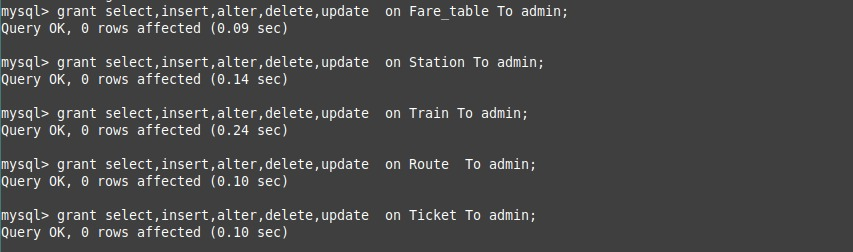 mysql> grant select,insert,alter,delete,update  on Fare_table To admin;
Query OK, 0 rows affected (0.09 sec)
mysql> grant select,insert,alter,delete,update  on Station To admin;
Query OK, 0 rows affected (0.14 sec)
mysql> grant select,insert,alter,delete,update  on Train To admin;
Query OK, 0 rows affected (0.24 sec)
mysql> grant select,insert,alter,delete,update  on Route  To admin;
Query OK, 0 rows affected (0.10 sec)
mysql> grant select,insert,alter,delete,update  on Ticket To admin;
Query OK, 0 rows affected (0.10 sec)